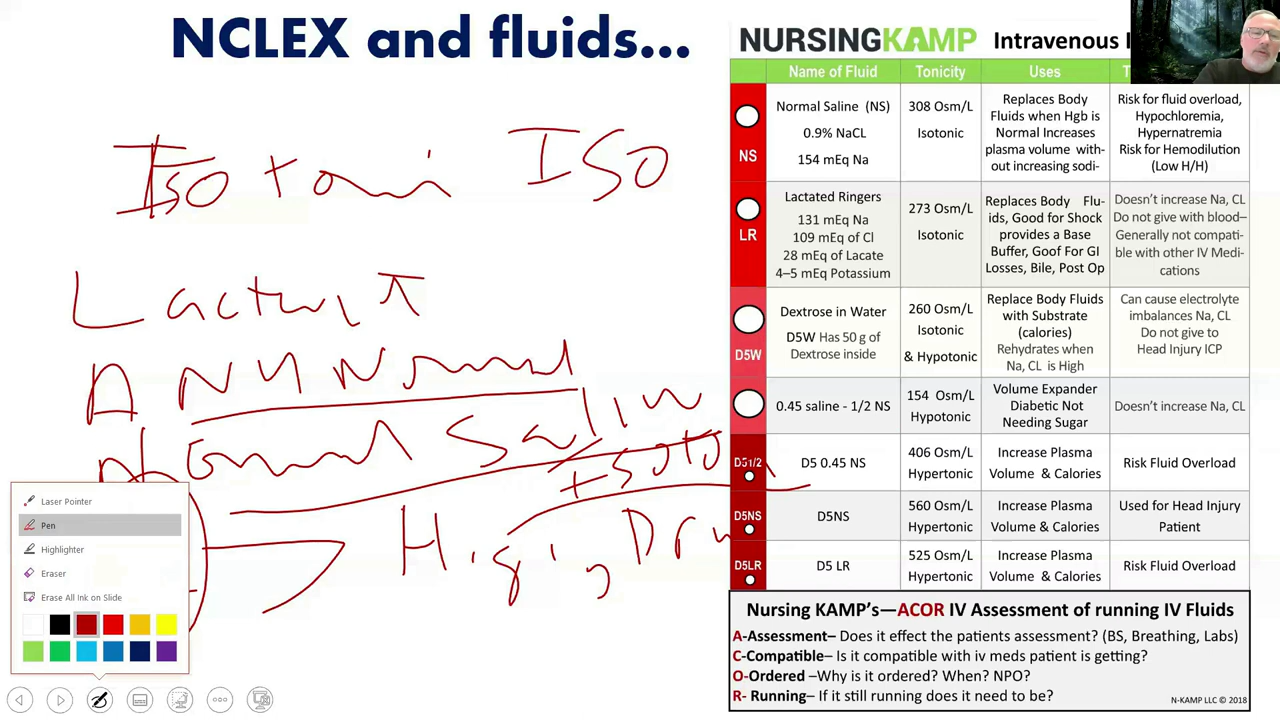 NCLEX and fluids...
Isotoni ISO
Lacture
ANY Normal
Normal Salin
Isoto
High, Dru
Laser Pointer
Pen
Highlighter
Eraser
Erase All Ink on Slide
NURSINGKAMP Intravenous
Name of Fluid Tonicity Uses
NS
Normal Saline (NS)
0.9% NaCL
154 mEq Na
308 Osm/L
Isotonic
Replaces Body
Fluids when Hgb is
Normal Increases
plasma volume with-
out increasing sodi-
Risk for fluid overload,
Hypochloremia,
Hypernatremia
Risk for Hemodilution
(Low H/H)
LR
Lactated Ringers
131 mEq Na
109 mEq of Cl
28 mEq of Lacate
4–5 mEq Potassium
273 Osm/L
Isotonic
Replaces Body Flu-
ids, Good for Shock
provides a Base
Buffer, Goof For GI
Losses, Bile, Post Op
Doesn't increase Na, CL
Do not give with blood–
Generally not compati-
ble with other IV Medi-
cations
D5W
Dextrose in Water
D5W Has 50 g of
Dextrose inside
260 Osm/L
Isotonic
& Hypotonic
Replace Body Fluids
with Substrate
(calories)
Rehydrates when
Na, CL is High
Can cause electrolyte
imbalances Na, CL
Do not give to
Head Injury ICP
0.45 saline - 1/2 NS
154 Osm/L
Hypotonic
Volume Expander
Diabetic Not
Needing Sugar
Doesn't increase Na, CL
D51/2
D5 0.45 NS
406 Osm/L
Hypertonic
Increase Plasma
Volume & Calories
Risk Fluid Overload
D5NS
D5NS
560 Osm/L
Hypertonic
Increase Plasma
Volume & Calories
Used for Head Injury
Patient
D5LR
D5 LR
525 Osm/L
Hypertonic
Increase Plasma
Volume & Calories
Risk Fluid Overload
Nursing KAMP's—ACOR IV Assessment of running IV Fluids
A-Assessment– Does it effect the patients assessment? (BS, Breathing, Labs)
C-Compatible– Is it compatible with iv meds patient is getting?
O-Ordered –Why is it ordered? When? NPO?
R- Running– If it still running does it need to be?
N-KAMP LLC © 2018